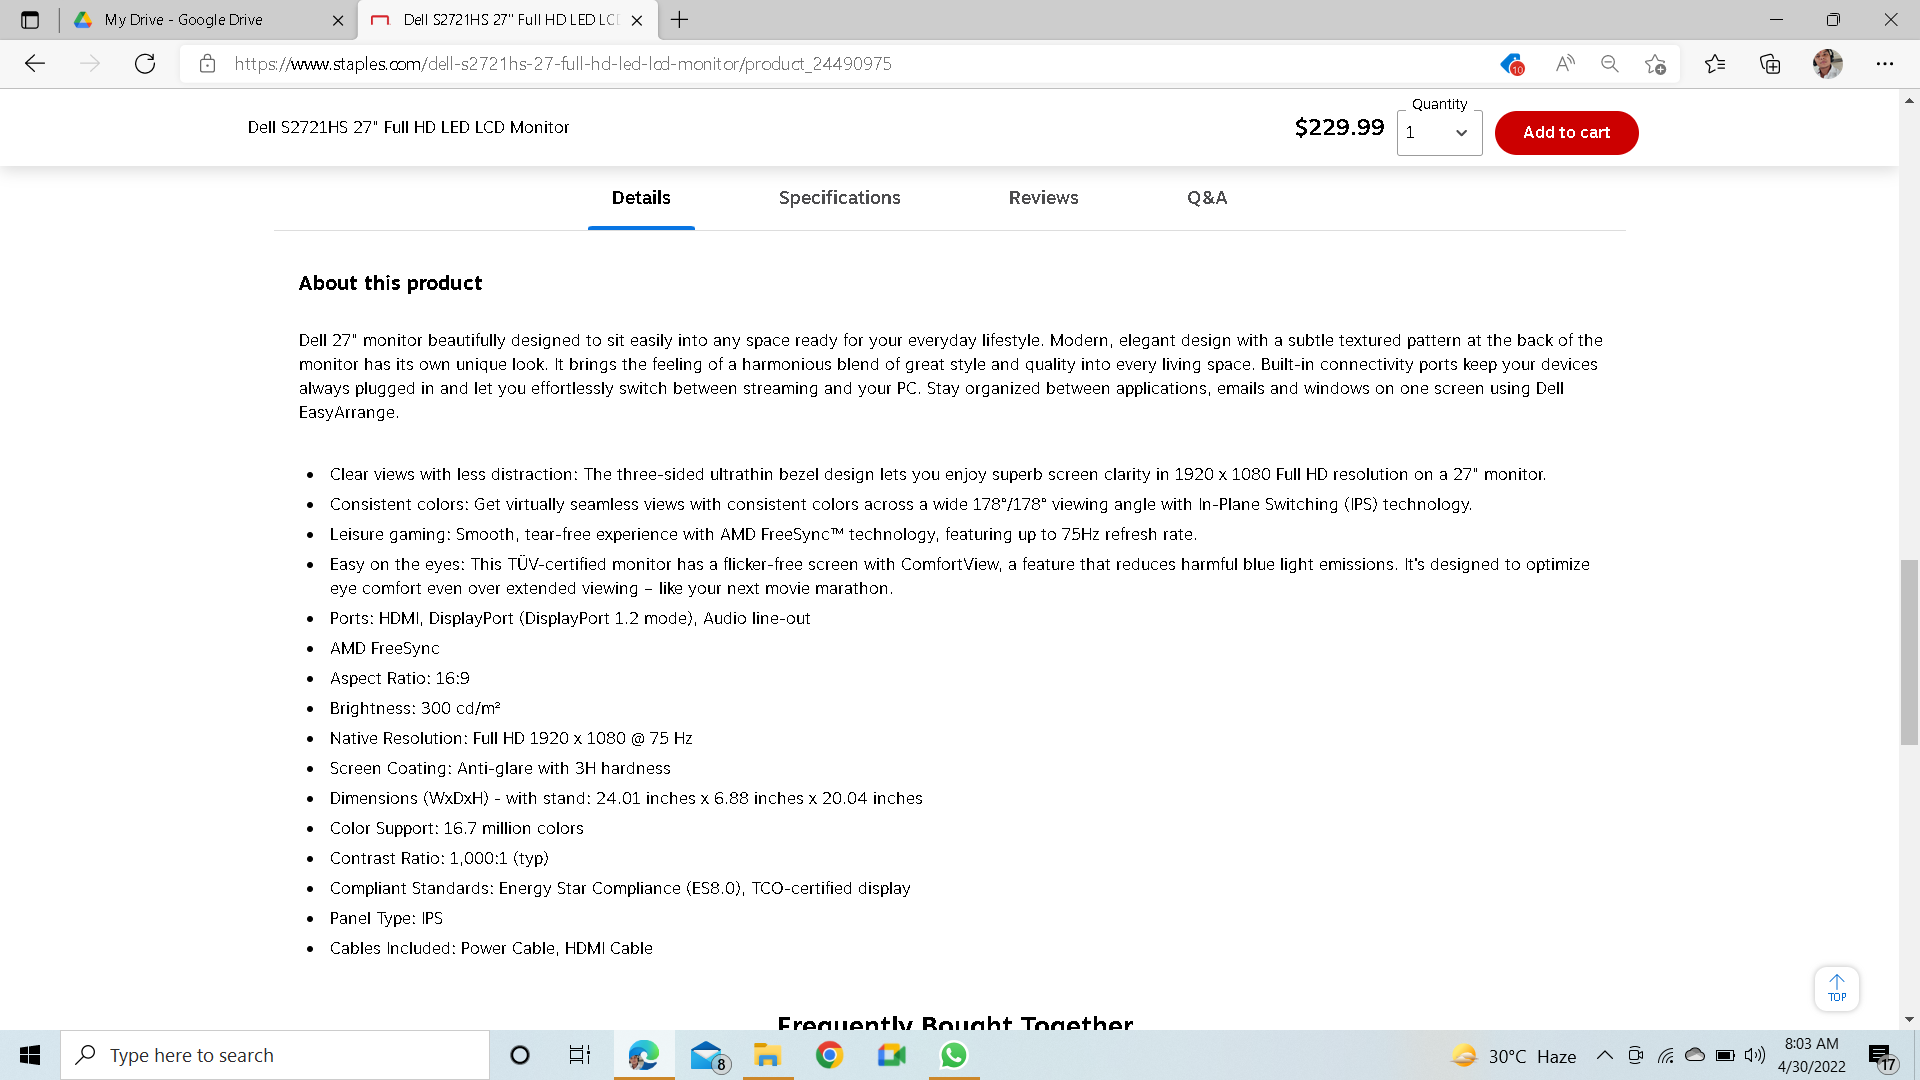 My Drive - Google Drive
Dell S2721HS 27" Full HD LED LCD
https://www.staples.com/dell-s2721hs-27-full-hd-led-lcd-monitor/product_24490975
10
Dell S2721HS 27" Full HD LED LCD Monitor
$229.99
Quantity
1
Add to cart
Details
Specifications
Reviews
Q&A
About this product
Dell 27" monitor beautifully designed to sit easily into any space ready for your everyday lifestyle. Modern, elegant design with a subtle textured pattern at the back of the
monitor has its own unique look. It brings the feeling of a harmonious blend of great style and quality into every living space. Built-in connectivity ports keep your devices
always plugged in and let you effortlessly switch between streaming and your PC. Stay organized between applications, emails and windows on one screen using Dell
EasyArrange.
• Clear views with less distraction: The three-sided ultrathin bezel design lets you enjoy superb screen clarity in 1920 x 1080 Full HD resolution on a 27" monitor.
• Consistent colors: Get virtually seamless views with consistent colors across a wide 178°/178° viewing angle with In-Plane Switching (IPS) technology.
• Leisure gaming: Smooth, tear-free experience with AMD FreeSync™ technology, featuring up to 75Hz refresh rate.
• Easy on the eyes: This TÜV-certified monitor has a flicker-free screen with ComfortView, a feature that reduces harmful blue light emissions. It's designed to optimize
eye comfort even over extended viewing – like your next movie marathon.
• Ports: HDMI, DisplayPort (DisplayPort 1.2 mode), Audio line-out
• AMD FreeSync
• Aspect Ratio: 16:9
• Brightness: 300 cd/m²
• Native Resolution: Full HD 1920 x 1080 @ 75 Hz
• Screen Coating: Anti-glare with 3H hardness
• Dimensions (WxDxH) - with stand: 24.01 inches x 6.88 inches x 20.04 inches
• Color Support: 16.7 million colors
• Contrast Ratio: 1,000:1 (typ)
• Compliant Standards: Energy Star Compliance (ES8.0), TCO-certified display
• Panel Type: IPS
• Cables Included: Power Cable, HDMI Cable
TOP
Frequently Bought Together
Type here to search
8
30°C Haze
8:03 AM
4/30/2022
17